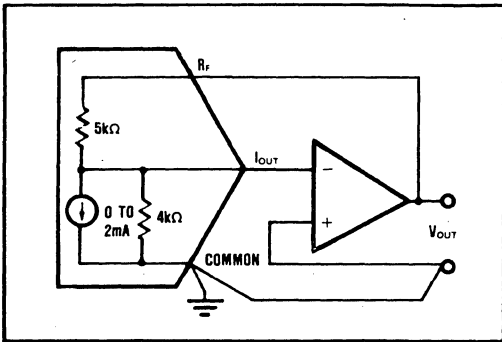 RF
5kΩ
IOUT
−
0 TO
2mA
4kΩ
+
VOUT
COMMON